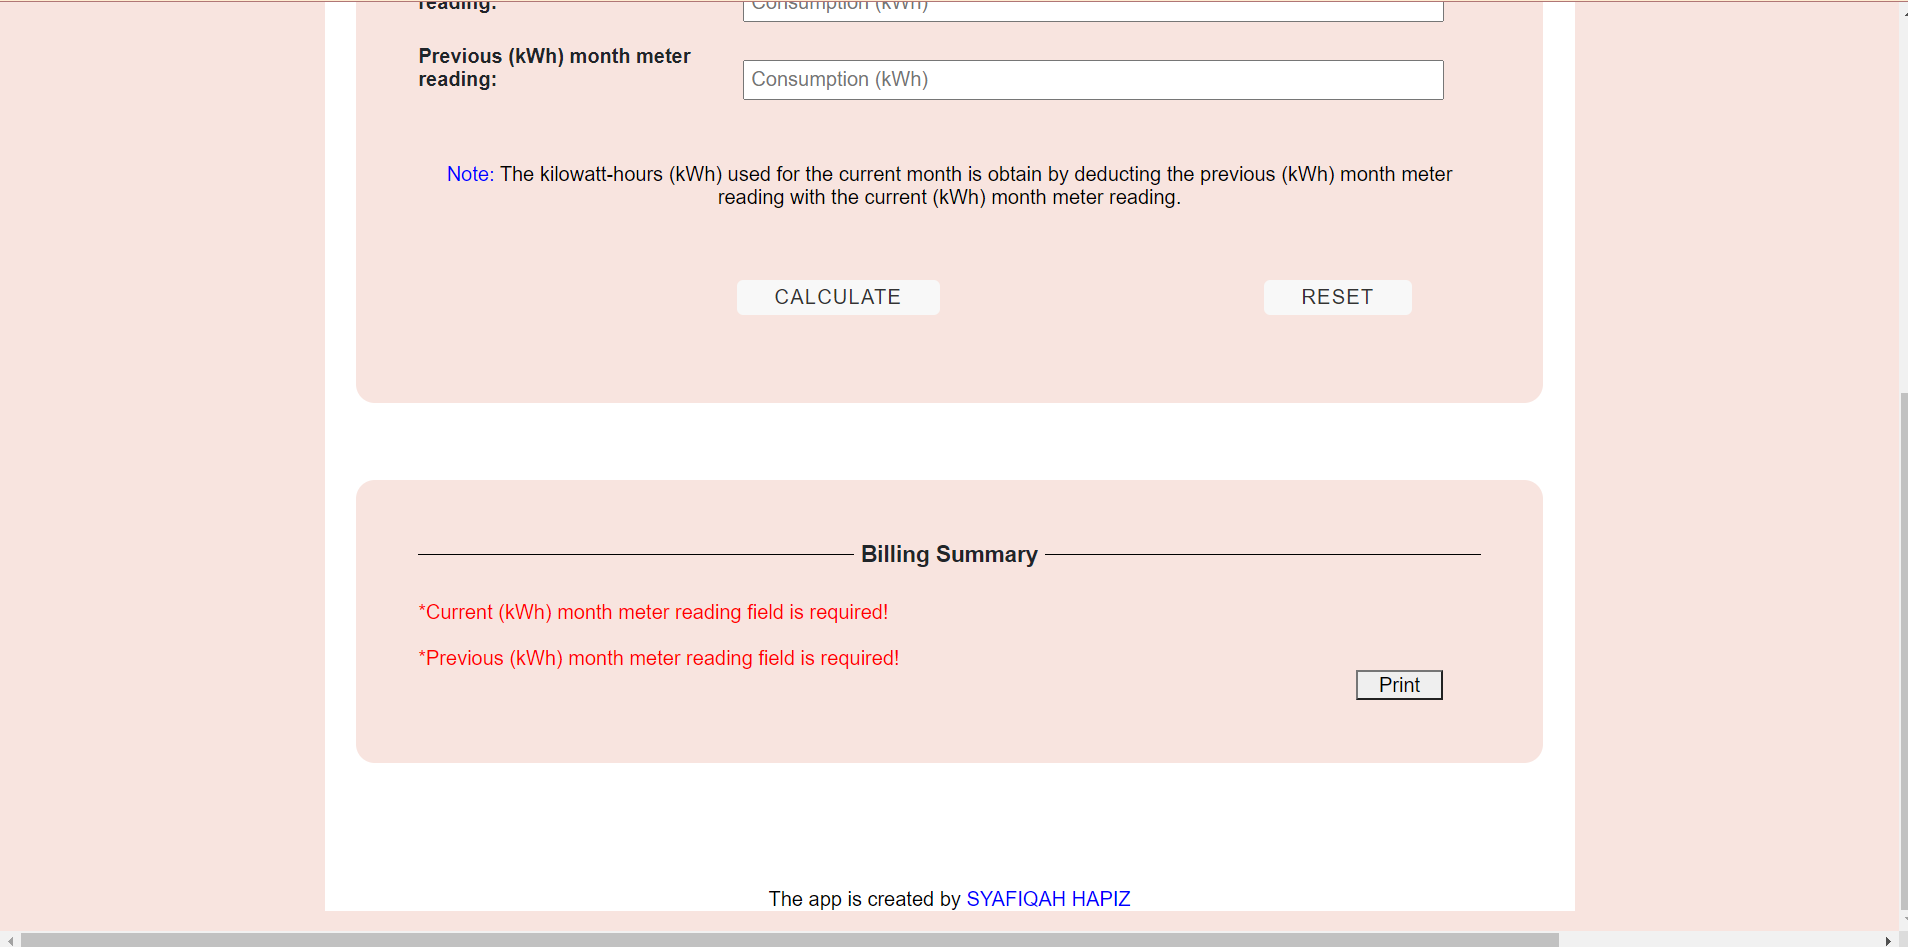 reading:
Consumption (kWh)
Previous (kWh) month meter
reading:
Consumption (kWh)
Note: The kilowatt-hours (kWh) used for the current month is obtain by deducting the previous (kWh) month meter
reading with the current (kWh) month meter reading.
CALCULATE
RESET
Billing Summary
*Current (kWh) month meter reading field is required!
*Previous (kWh) month meter reading field is required!
Print
The app is created by SYAFIQAH HAPIZ